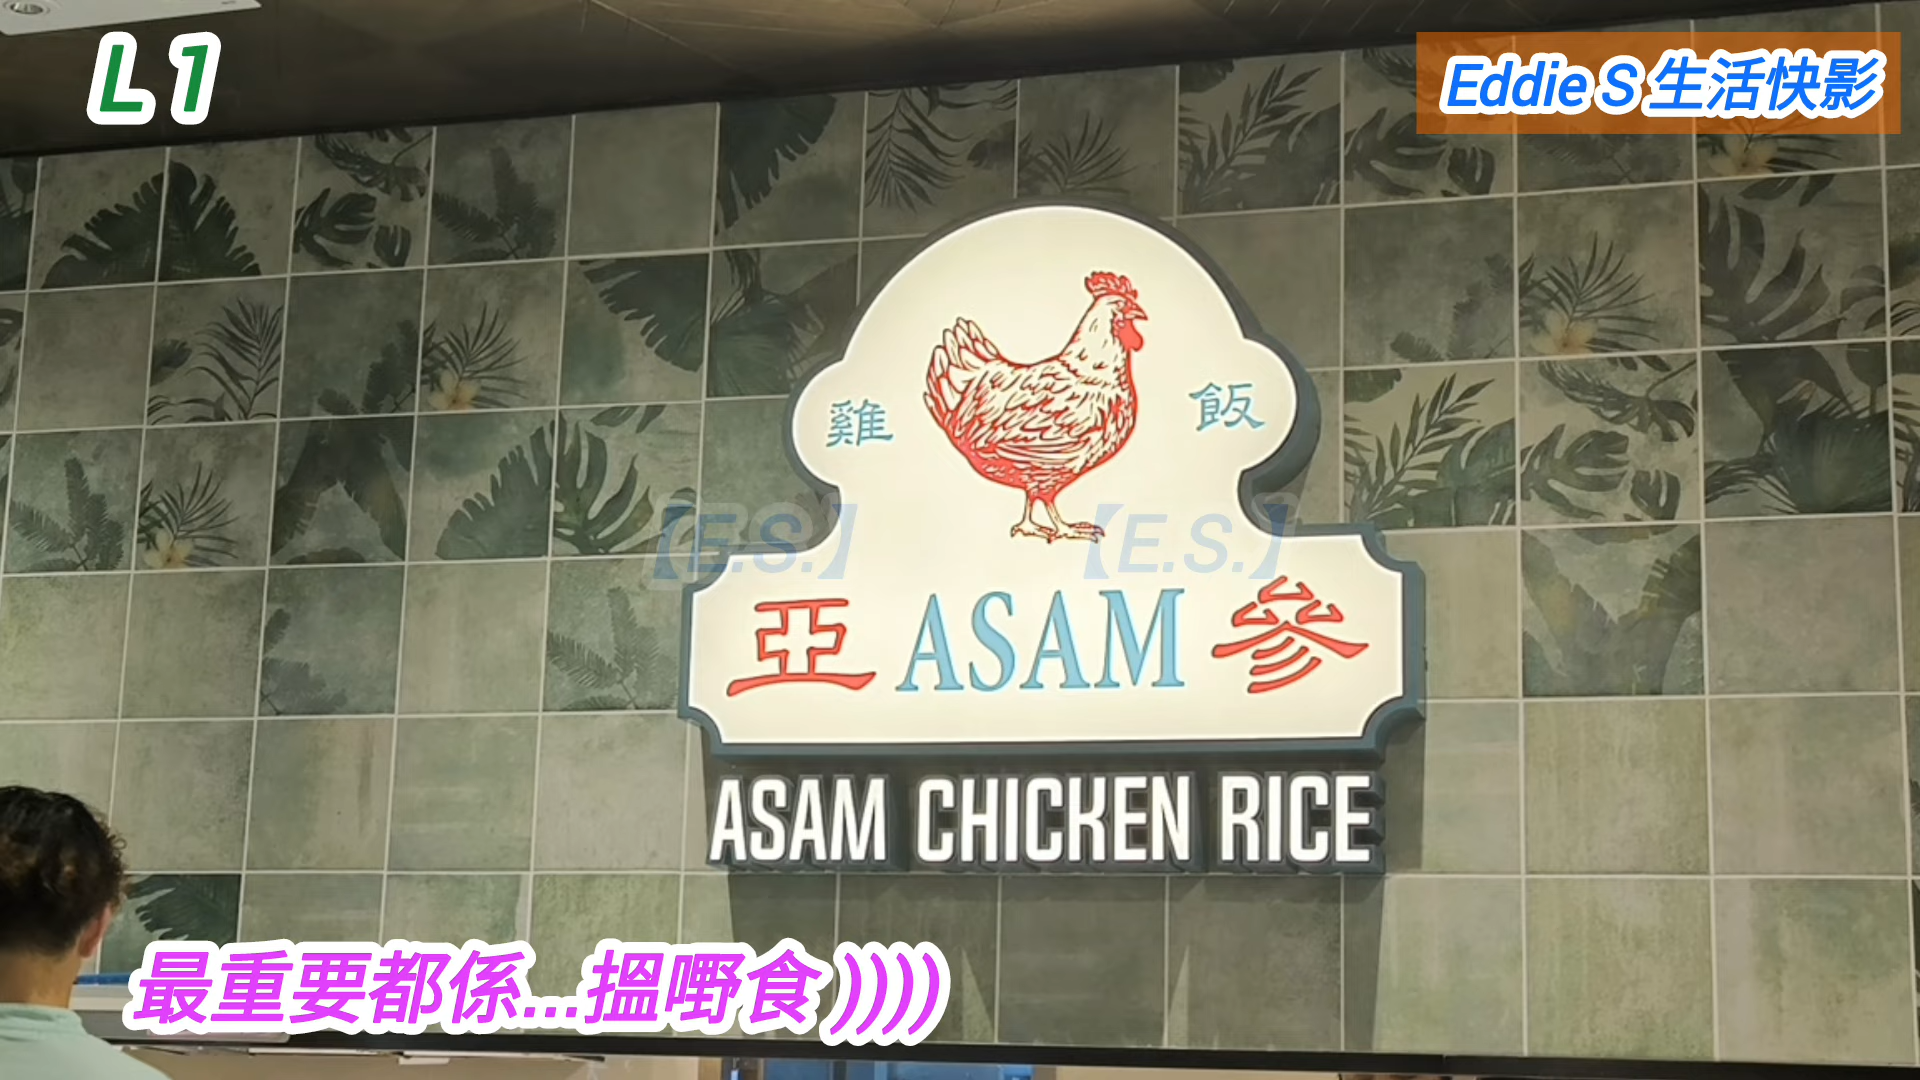 L1
Eddie S 生活快影
雞 飯
【E.S.】 【E.S.】
亞 ASAM 參
ASAM CHICKEN RICE
最重要都係...搵嘢食 ))))